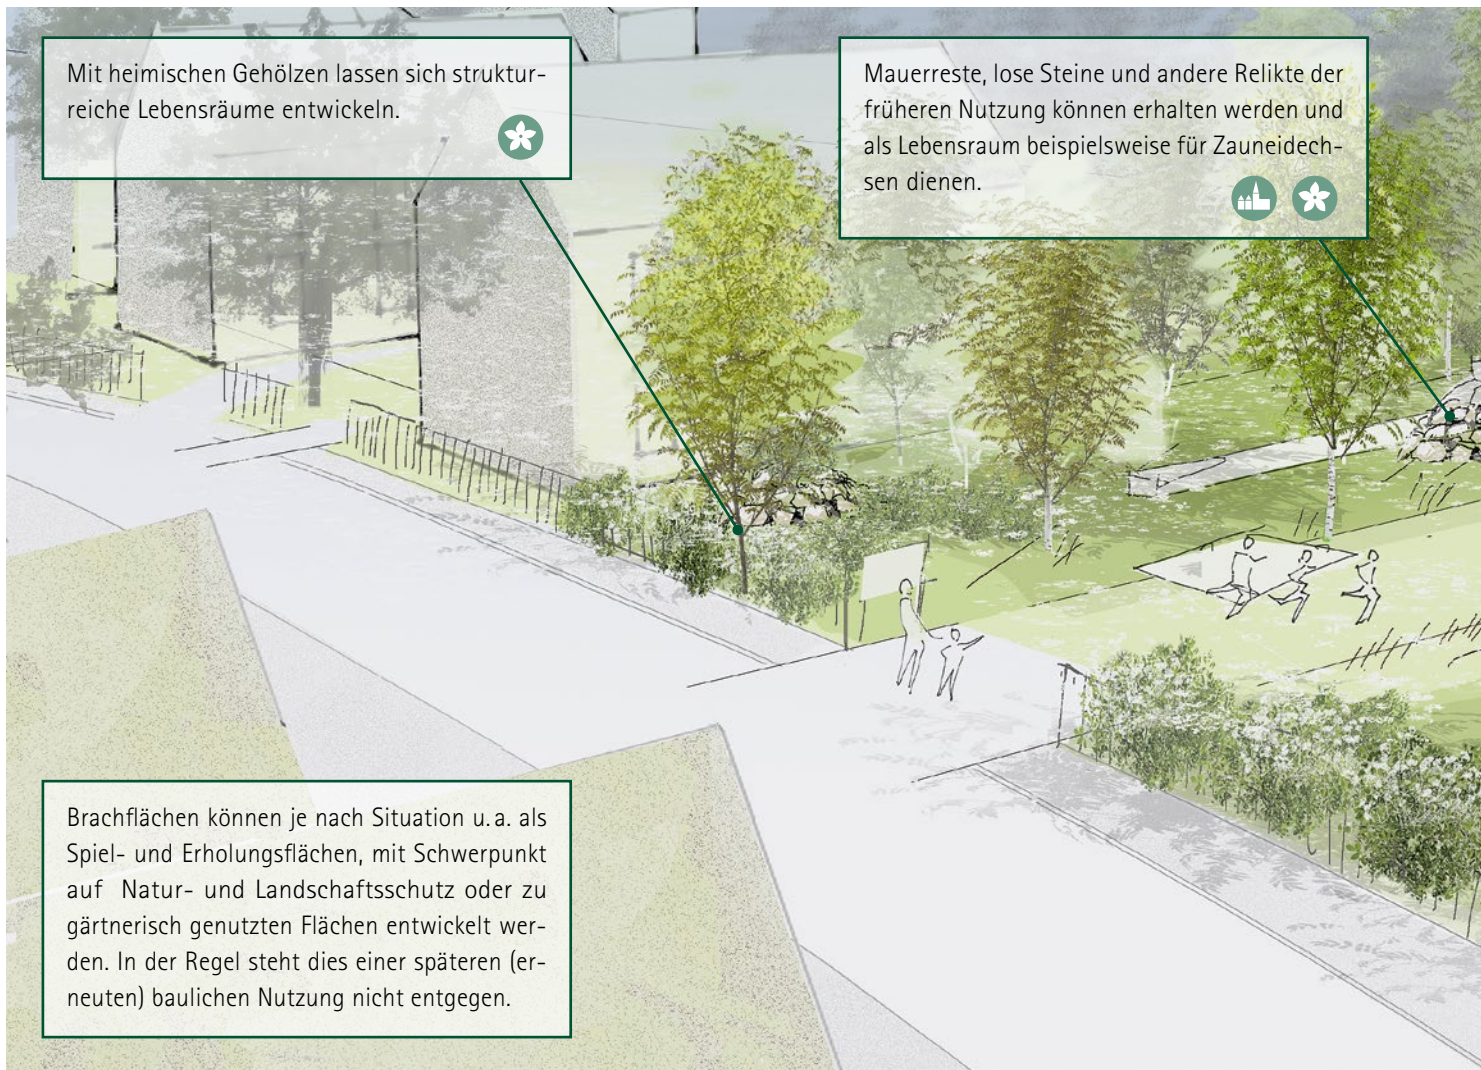 Mit heimischen Gehölzen lassen sich struktur-
reiche Lebensräume entwickeln.
Mauerreste, lose Steine und andere Relikte der
früheren Nutzung können erhalten werden und
als Lebensraum beispielsweise für Zauneidech-
sen dienen.
Brachflächen können je nach Situation u. a. als
Spiel- und Erholungsflächen, mit Schwerpunkt
auf Natur- und Landschaftsschutz oder zu
gärtnerisch genutzten Flächen entwickelt wer-
den. In der Regel steht dies einer späteren (er-
neuten) baulichen Nutzung nicht entgegen.